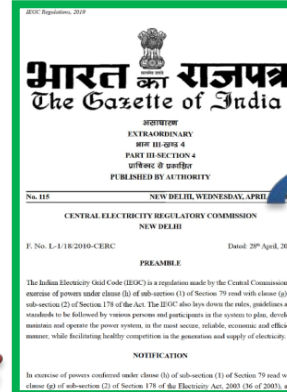 IEGC Regulations, 2010
भारत का राजपत्र
The Gazette of India
असाधारण
EXTRAORDINARY
भाग III-खण्ड 4
PART III-SECTION 4
प्राधिकार से प्रकाशित
PUBLISHED BY AUTHORITY
No. 115 NEW DELHI, WEDNESDAY, APRIL
CENTRAL ELECTRICITY REGULATORY COMMISSION
NEW DELHI
F. No. L-1/18/2010-CERC Dated: 28th April, 20
PREAMBLE
The Indian Electricity Grid Code (IEGC) is a regulation made by the Central Commission
exercise of powers under clause (h) of sub-section (1) of Section 79 read with clause (g)
sub-section (2) of Section 178 of the Act. The IEGC also lays down the rules, guidelines a
standards to be followed by various persons and participants in the system to plan, develo
maintain and operate the power system, in the most secure, reliable, economic and effici
manner, while facilitating healthy competition in the generation and supply of electricity.
NOTIFICATION
In exercise of powers conferred under clause (h) of sub-section (1) of Section 79 read w
clause (g) of sub-section (2) of Section 178 of the Electricity Act, 2003 (36 of 2003),